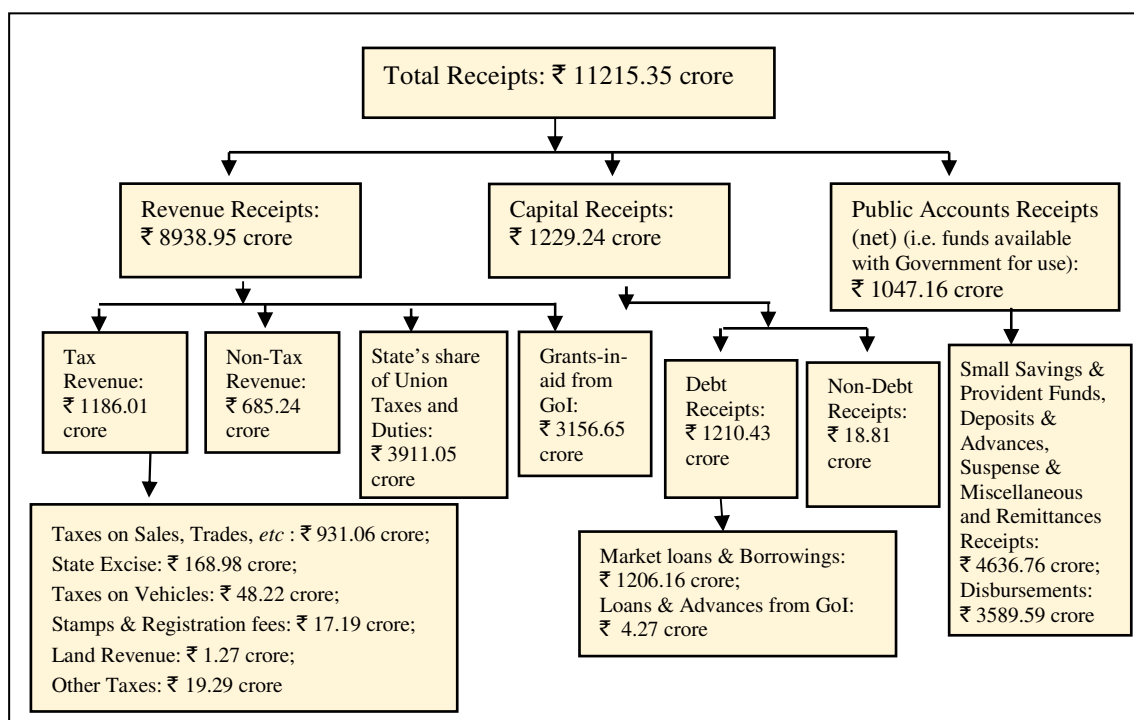 Total Receipts: ₹ 11215.35 crore
Revenue Receipts:
₹ 8938.95 crore
Capital Receipts:
₹ 1229.24 crore
Public Accounts Receipts
(net) (i.e. funds available
with Government for use):
₹ 1047.16 crore
Tax
Revenue:
₹ 1186.01
crore
Non-Tax
Revenue:
₹ 685.24
crore
State's share
of Union
Taxes and
Duties:
₹ 3911.05
crore
Grants-in-
aid from
GoI:
₹ 3156.65
crore
Debt
Receipts:
₹ 1210.43
crore
Non-Debt
Receipts:
₹ 18.81
crore
Small Savings &
Provident Funds,
Deposits &
Advances,
Suspense &
Miscellaneous
and Remittances
Receipts:
₹ 4636.76 crore;
Disbursements:
₹ 3589.59 crore
Taxes on Sales, Trades, etc : ₹ 931.06 crore;
State Excise: ₹ 168.98 crore;
Taxes on Vehicles: ₹ 48.22 crore;
Stamps & Registration fees: ₹ 17.19 crore;
Land Revenue: ₹ 1.27 crore;
Other Taxes: ₹ 19.29 crore
Market loans & Borrowings:
₹ 1206.16 crore;
Loans & Advances from GoI:
₹ 4.27 crore